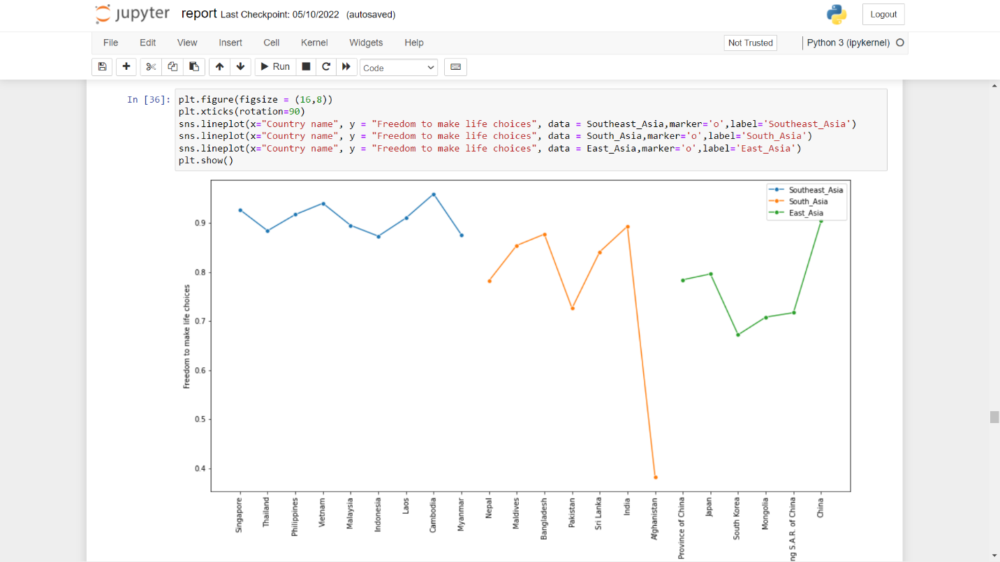 jupyter report Last Checkpoint: 05/10/2022 (autosaved)
Logout
File Edit View Insert Cell Kernel Widgets Help
Not Trusted
Python 3 (ipykernel)
Run
Code
In [36]:
plt.figure(figsize = (16,8))
plt.xticks(rotation=90)
sns.lineplot(x="Country name", y = "Freedom to make life choices", data = Southeast_Asia,marker='o',label='Southeast_Asia')
sns.lineplot(x="Country name", y = "Freedom to make life choices", data = South_Asia,marker='o',label='South_Asia')
sns.lineplot(x="Country name", y = "Freedom to make life choices", data = East_Asia,marker='o',label='East_Asia')
plt.show()
Southeast_Asia
South_Asia
East_Asia
Freedom to make life choices
0.9
0.8
0.7
0.6
0.5
0.4
Singapore
Thailand
Philippines
Vietnam
Malaysia
Indonesia
Laos
Cambodia
Myanmar
Nepal
Maldives
Bangladesh
Pakistan
Sri Lanka
India
Afghanistan
Province of China
Japan
South Korea
Mongolia
ng S.A.R. of China
China